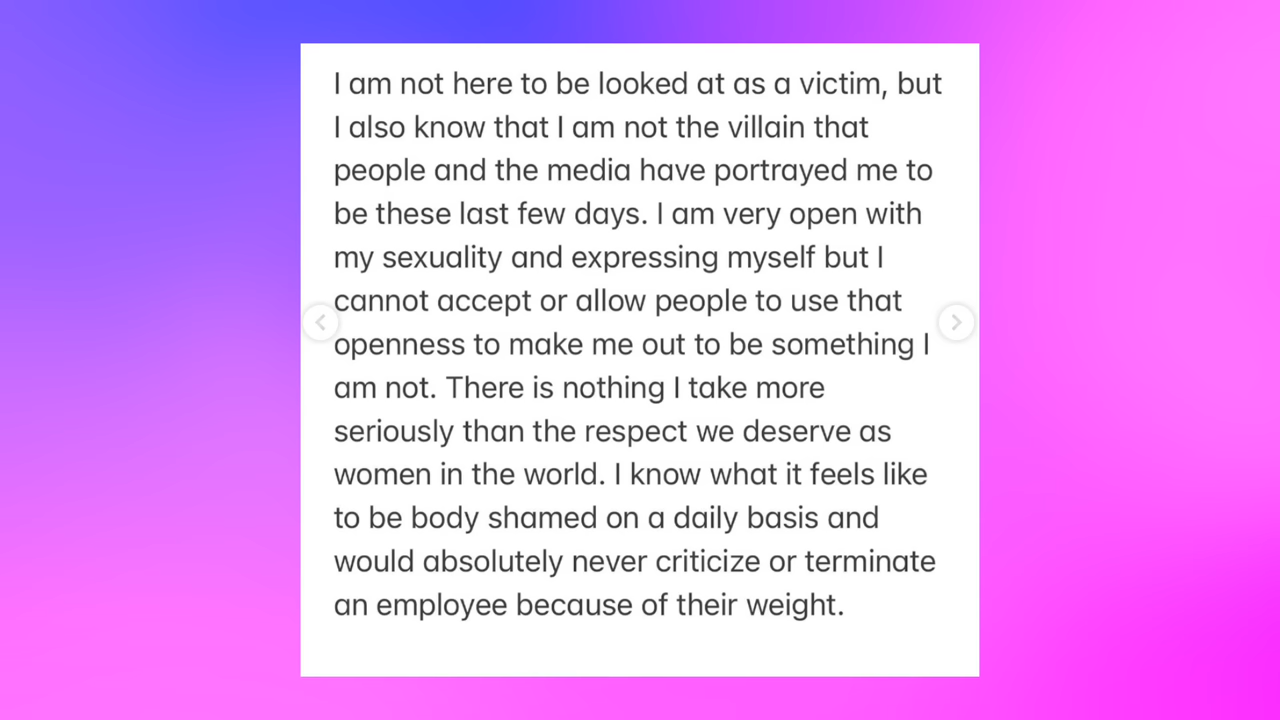 I am not here to be looked at as a victim, but
I also know that I am not the villain that
people and the media have portrayed me to
be these last few days. I am very open with
my sexuality and expressing myself but I
cannot accept or allow people to use that
openness to make me out to be something I
am not. There is nothing I take more
seriously than the respect we deserve as
women in the world. I know what it feels like
to be body shamed on a daily basis and
would absolutely never criticize or terminate
an employee because of their weight.